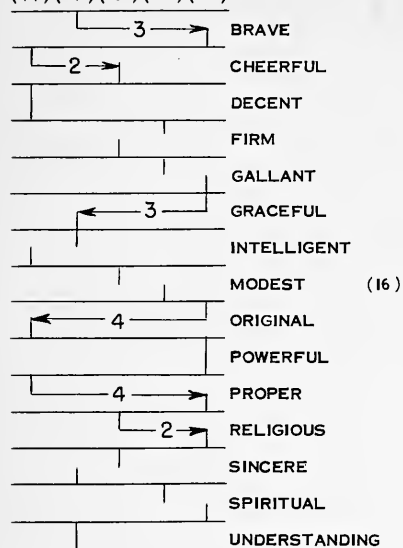 3 BRAVE
2 CHEERFUL
DECENT
FIRM
GALLANT
3 GRACEFUL
INTELLIGENT
MODEST (16)
4 ORIGINAL
POWERFUL
4 PROPER
2 RELIGIOUS
SINCERE
SPIRITUAL
UNDERSTANDING